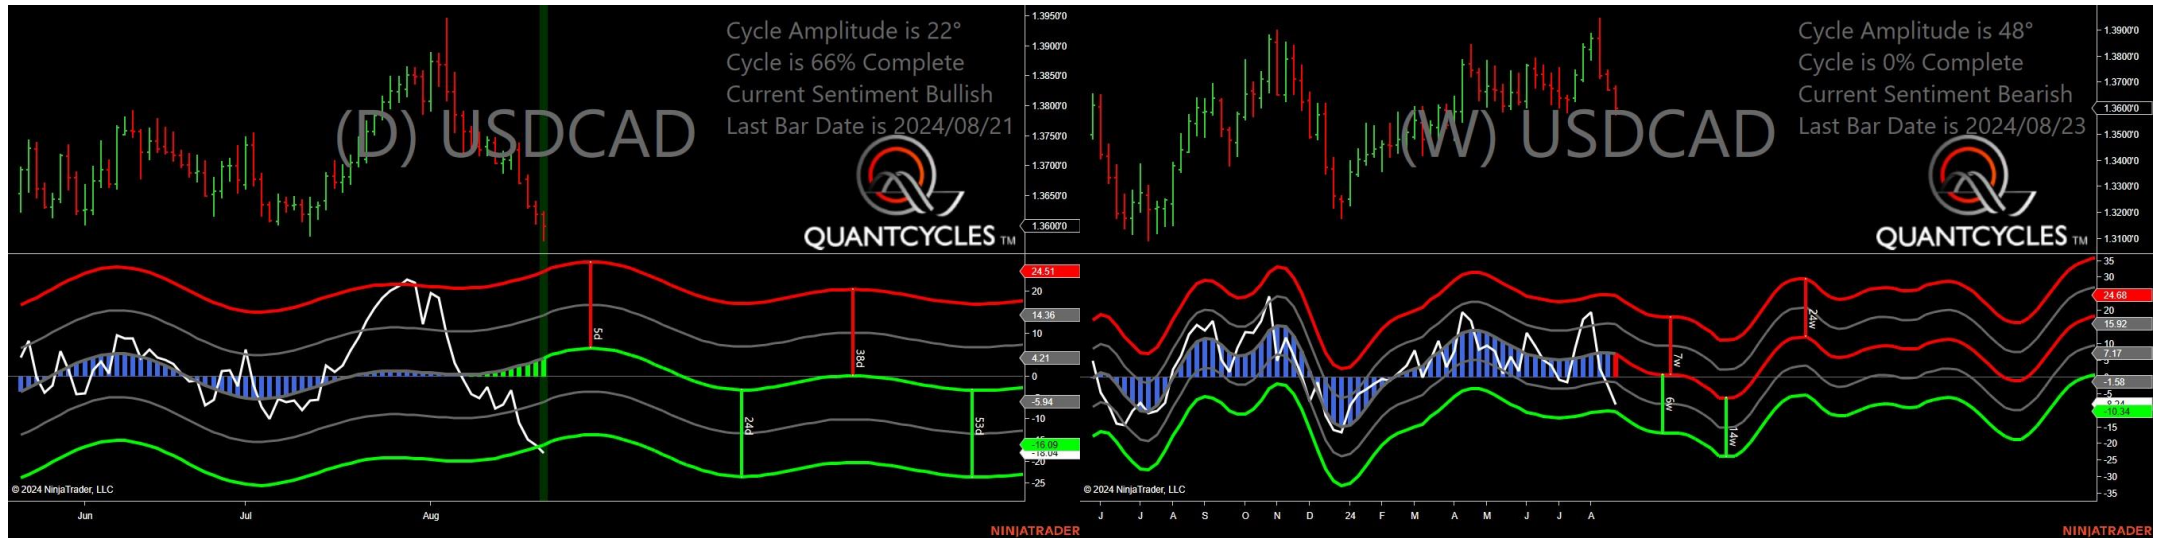 Cycle Amplitude is 22°
Cycle is 66% Complete
Current Sentiment Bullish
Last Bar Date is 2024/08/21
(D) USDCAD
QUANTCYCLES TM
1.3950'0
1.3900'0
1.3850'0
1.3800'0
1.3750'0
1.3700'0
1.3650'0
1.3600'0
24.51
20
14.36
10
4.21
0
-5.94
-10
-16.09
-18.04
-20
-25
5d
38d
24d
53d
© 2024 NinjaTrader, LLC
Jun Jul Aug
NINJATRADER
Cycle Amplitude is 48°
Cycle is 0% Complete
Current Sentiment Bearish
Last Bar Date is 2024/08/23
(W) USDCAD
QUANTCYCLES TM
1.3900'0
1.3800'0
1.3700'0
1.3600'0
1.3500'0
1.3400'0
1.3300'0
1.3200'0
1.3100'0
35
30
24.68
20
15.92
10
7.17
-1.58
-10.34
-15
-20
-25
-30
-35
7w
24w
6w
14w
© 2024 NinjaTrader, LLC
J J A S O N D 24 F M A M J J A
NINJATRADER